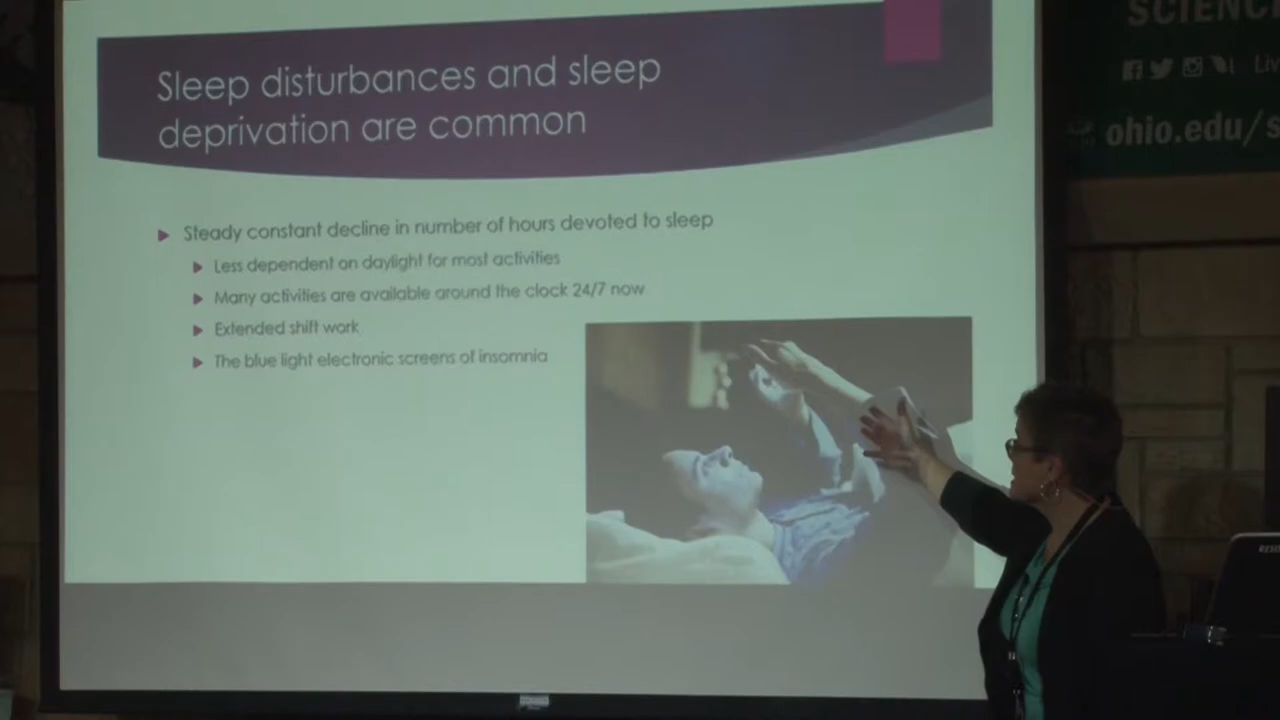 Sleep disturbances and sleep
deprivation are common
Steady constant decline in number of hours devoted to sleep
Less dependent on daylight for most activities
Many activities are available around the clock 24/7 now
Extended shift work
The blue light electronic screens of insomnia
SCIENC
Liv
ohio.edu/s